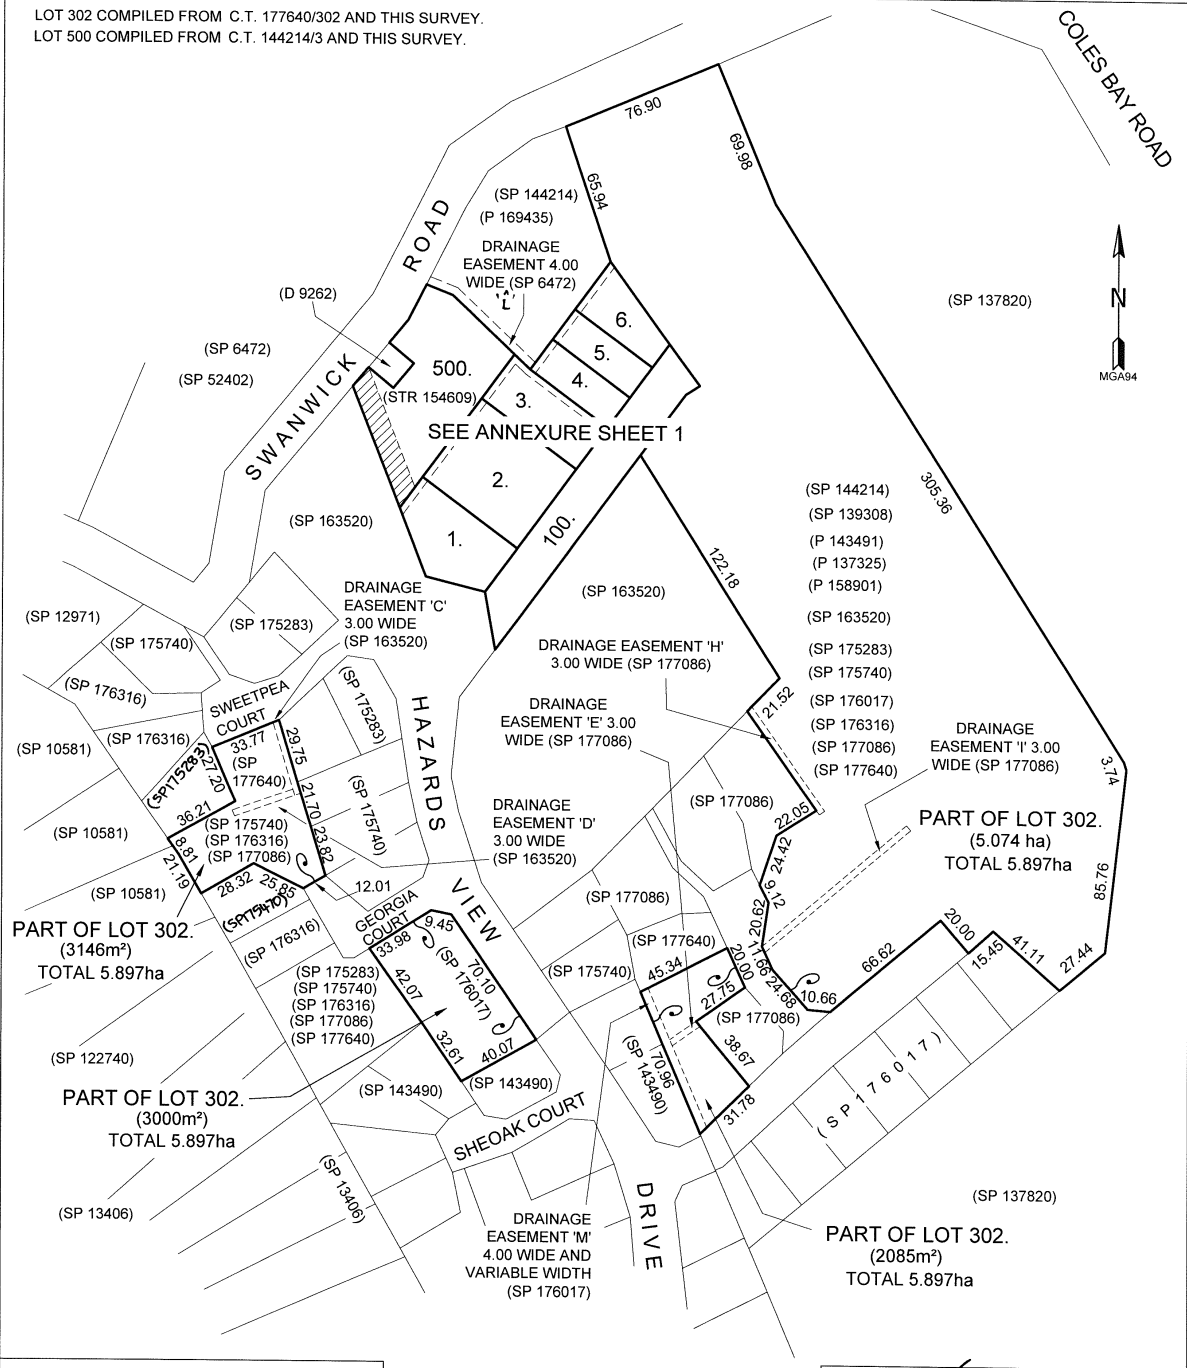 LOT 302 COMPILED FROM C.T. 177640/302 AND THIS SURVEY.
LOT 500 COMPILED FROM C.T. 144214/3 AND THIS SURVEY.
COLES BAY ROAD
76.90
69.98
65.94
(SP 144214)
(P 169435)
ROAD
DRAINAGE
EASEMENT 4.00
WIDE (SP 6472)
'L'
(D 9262)
N
MGA94
(SP 137820)
6.
5.
4.
(SP 6472)
(SP 52402)
SWANWICK
500.
(STR 154609)
3.
SEE ANNEXURE SHEET 1
2.
1.
100.
305.36
(SP 144214)
(SP 139308)
(P 143491)
(P 137325)
(P 158901)
(SP 163520)
(SP 175283)
(SP 175740)
(SP 176017)
(SP 176316)
(SP 177086)
(SP 177640)
(SP 163520)
122.18
(SP 163520)
DRAINAGE
EASEMENT 'C'
3.00 WIDE
(SP 163520)
(SP 12971)
(SP 175740)
(SP 175283)
DRAINAGE EASEMENT 'H'
3.00 WIDE (SP 177086)
(SP 176316)
SWEETPEA
COURT
(SP 175283)
HAZARDS
DRAINAGE
EASEMENT 'E' 3.00
WIDE (SP 177086)
21.52
DRAINAGE
EASEMENT 'I' 3.00
WIDE (SP 177086)
(SP 10581)
(SP 176316)
(SP175283)
33.77
29.75
27.20
(SP
177640)
3.74
36.21
21.70
(SP 175740)
(SP 177086)
22.05
PART OF LOT 302.
(5.074 ha)
TOTAL 5.897ha
(SP 10581)
8.81
(SP 175740)
(SP 176316)
(SP 177086)
23.82
DRAINAGE
EASEMENT 'D'
3.00 WIDE
(SP 163520)
24.42
21.19
28.32
25.85
12.01
9.12
(SP 10581)
(SP175470)
85.76
VIEW
(SP 177086)
GEORGIA
COURT
9.45
20.62
20.00
PART OF LOT 302.
(3146m²)
TOTAL 5.897ha
(SP 176316)
33.98
(SP 177640)
11.66
66.62
15.45
41.11
27.44
(SP 175283)
(SP 175740)
(SP 176316)
(SP 177086)
(SP 177640)
42.07
70.10
(SP 176017)
(SP 175740)
45.34
20.00
27.75
24.68
10.66
(SP 177086)
32.61
40.07
38.67
(SP 122740)
(SP 143490)
(SP 143490)
70.96
(SP 143490)
(SP176017)
PART OF LOT 302.
(3000m²)
TOTAL 5.897ha
31.78
SHEOAK COURT
(SP 13406)
(SP 13406)
DRIVE
(SP 137820)
DRAINAGE
EASEMENT 'M'
4.00 WIDE AND
VARIABLE WIDTH
(SP 176017)
PART OF LOT 302.
(2085m²)
TOTAL 5.897ha